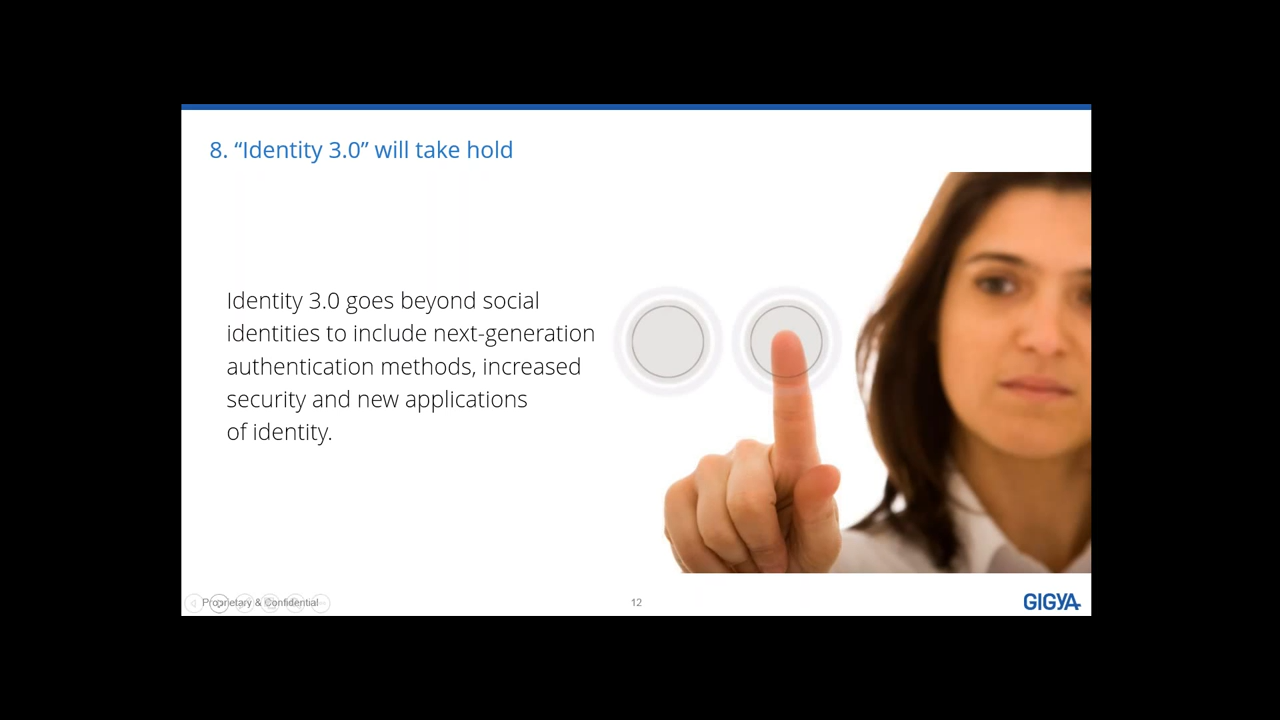 8. “Identity 3.0” will take hold
Identity 3.0 goes beyond social
identities to include next-generation
authentication methods, increased
security and new applications
of identity.
Proprietary & Confidential
12
GIGYA